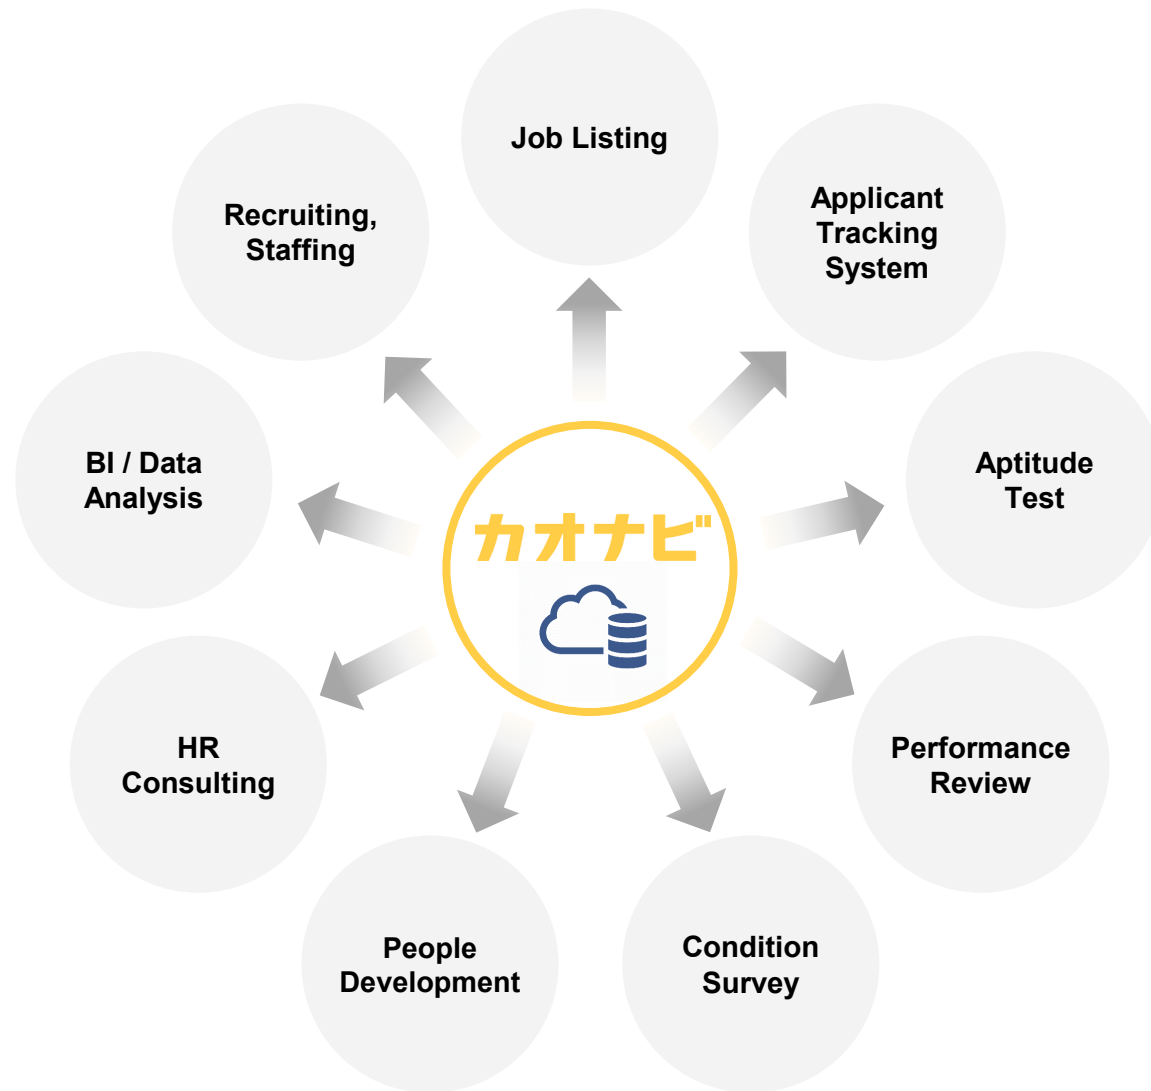 Job Listing
Applicant
Tracking
System
Recruiting,
Staffing
BI / Data
Analysis
Aptitude
Test
カオナビ
HR
Consulting
Performance
Review
People
Development
Condition
Survey